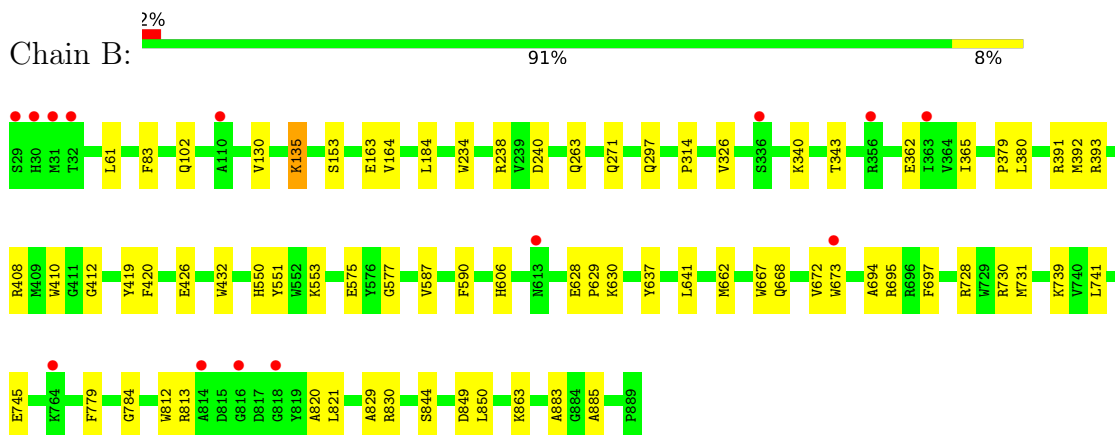 2%
Chain B:
91% 8%
S29 H30 M31 T32 L61 F83 Q102 A110 V130 K135 S153 E163 V164 L184 W234 R238 V239 D240 Q263 Q271 Q297 P314 V326 S336 K340 T343 R356 E362 I363 V364 I365 P379 L380 R391 M392 R393
R408 M409 W410 G411 G412 Y419 F420 E426 W432 H550 Y551 W552 K553 E575 Y576 G577 V587 F590 H606 N613 E628 P629 K630 Y637 L641 M662 W667 Q668 V672 W673 A694 R695 R696 F697 R728 W729 R730 M731 K739 V740 L741
E745 K764 F779 G784 W812 R813 A814 D815 G816 D817 G818 Y819 A820 L821 A829 R830 S844 D849 L850 K863 A883 G884 A885 P889